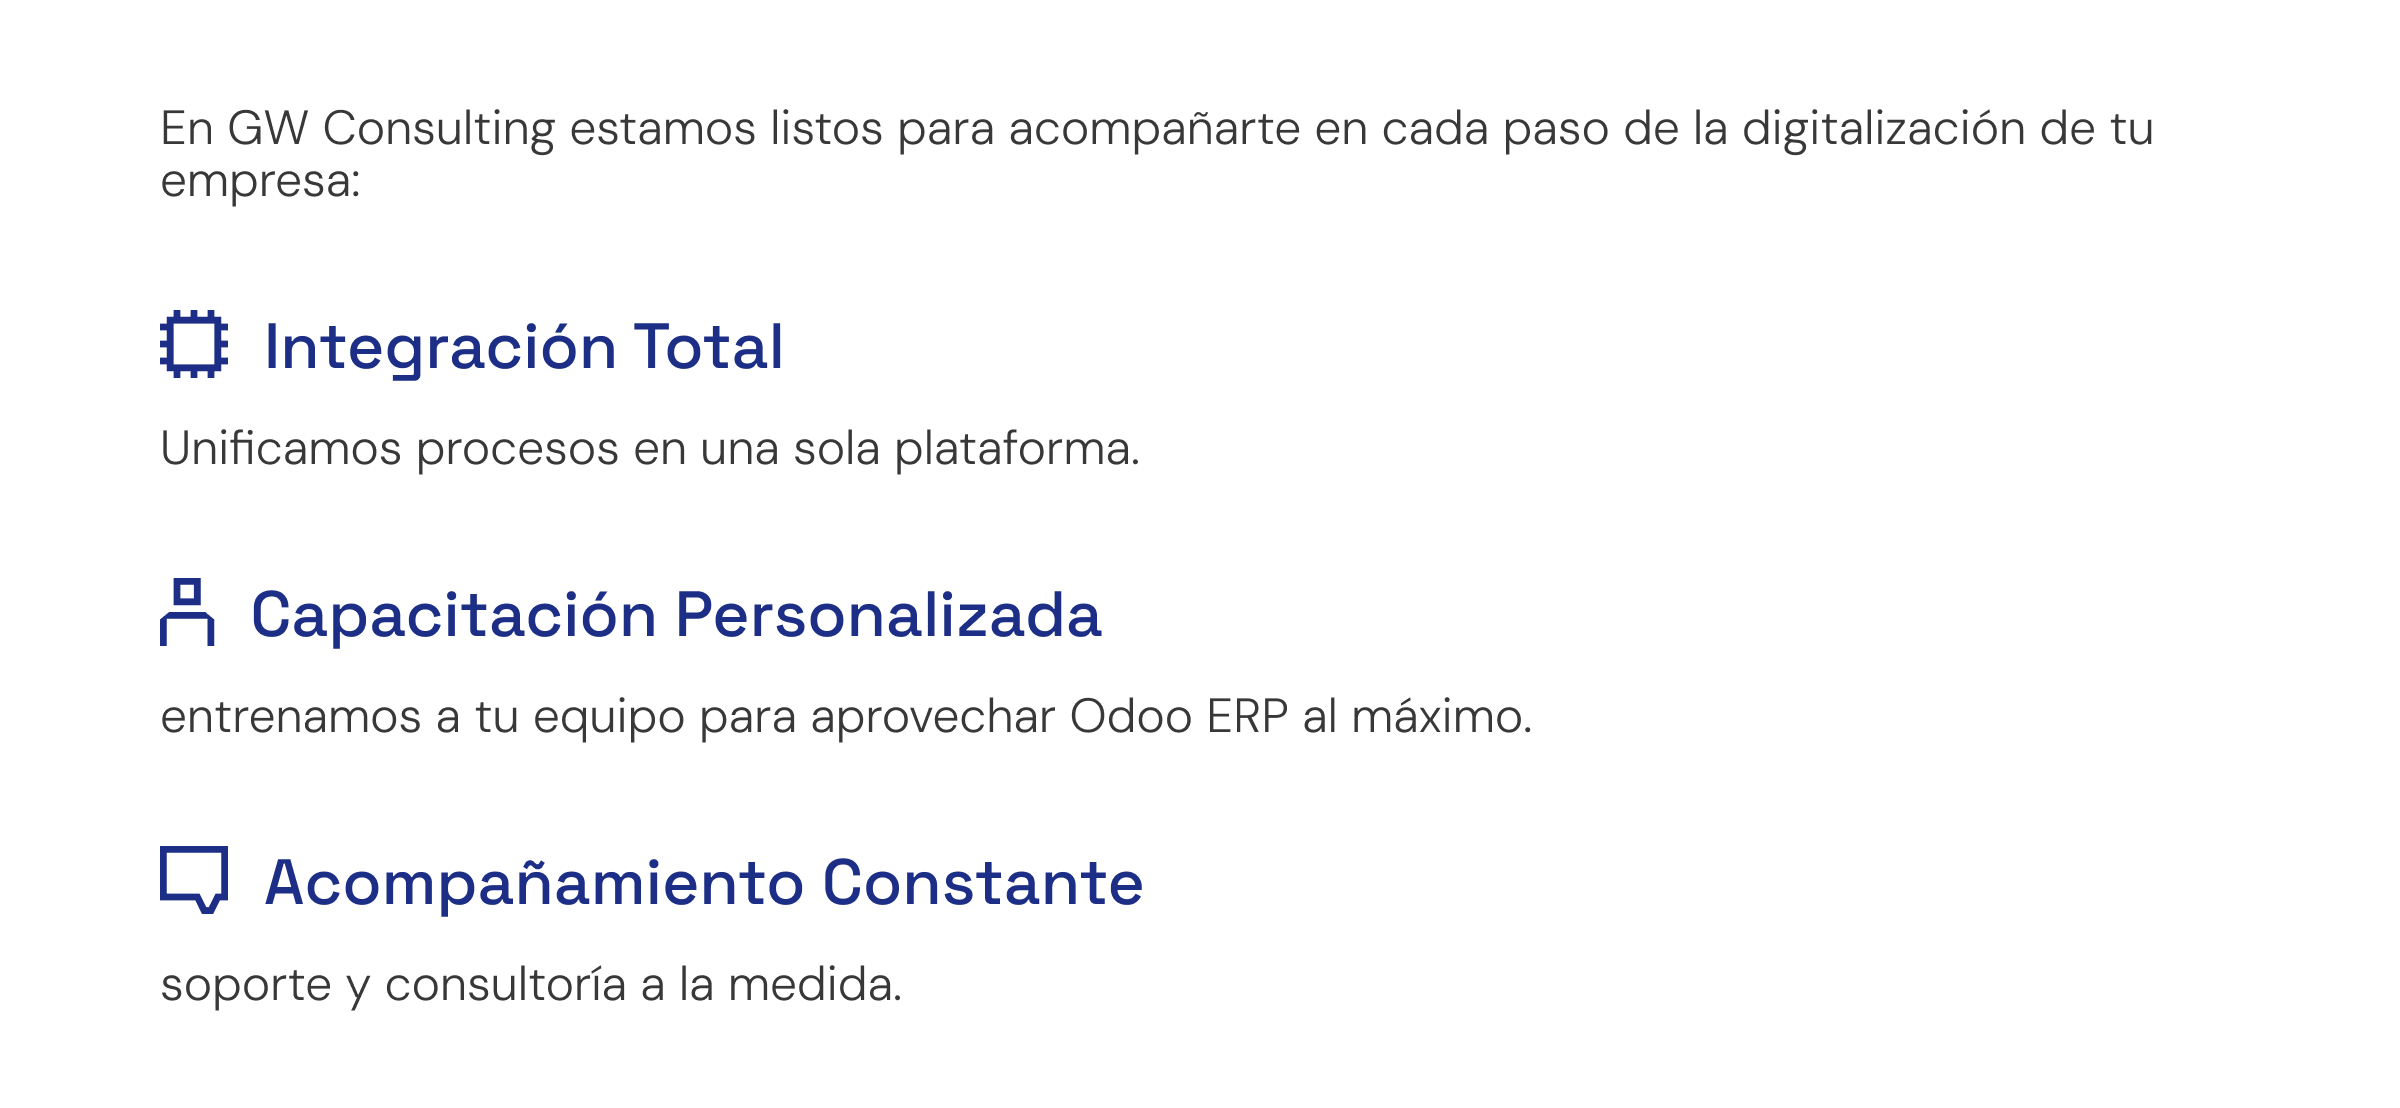 En GW Consulting estamos listos para acompañarte en cada paso de la digitalización de tu
empresa:
Integración Total
Unificamos procesos en una sola plataforma.
Capacitación Personalizada
entrenamos a tu equipo para aprovechar Odoo ERP al máximo.
Acompañamiento Constante
soporte y consultoría a la medida.